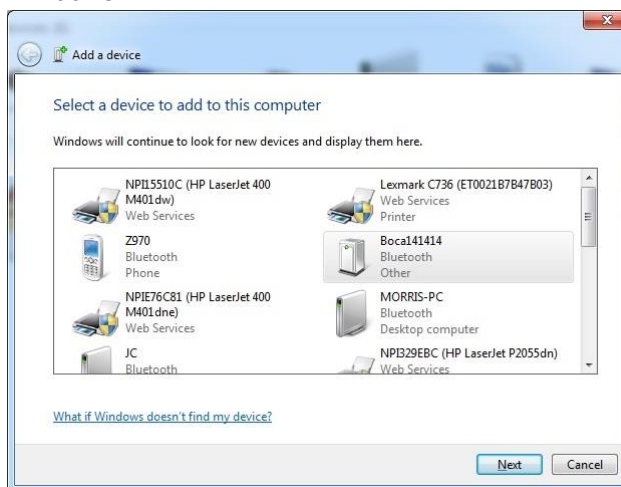 Add a device
Select a device to add to this computer
Windows will continue to look for new devices and display them here.
NPI15510C (HP LaserJet 400
M401dw)
Web Services
Lexmark C736 (ET0021B7B47B03)
Web Services
Printer
Z970
Bluetooth
Phone
Boca141414
Bluetooth
Other
NPIE76C81 (HP LaserJet 400
M401dne)
Web Services
MORRIS-PC
Bluetooth
Desktop computer
JC
Bluetooth
NPI329EBC (HP LaserJet P2055dn)
Web Services
What if Windows doesn't find my device?
Next
Cancel